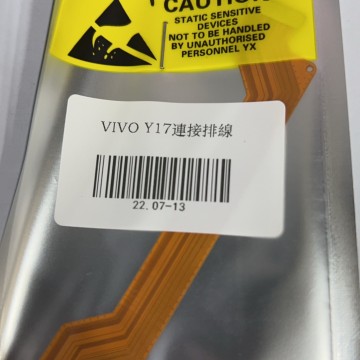 CAUTION
STATIC SENSITIVE
DEVICES
NOT TO BE HANDLED
BY UNAUTHORISED
PERSONNEL YX
VIVO Y17連接排線
22.07-13